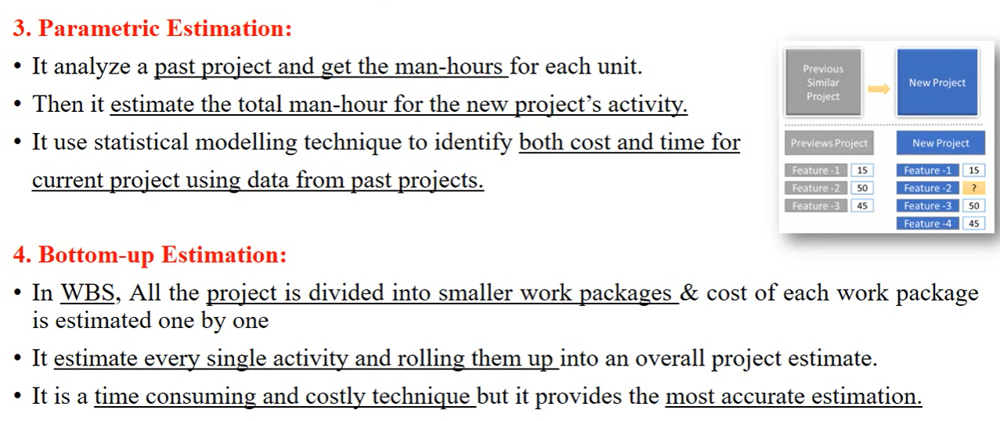 3. Parametric Estimation:
• It analyze a past project and get the man-hours for each unit.
• Then it estimate the total man-hour for the new project’s activity.
• It use statistical modelling technique to identify both cost and time for
current project using data from past projects.
Previous
Similar
Project
New Project
Previews Project
New Project
Feature -1 15
Feature -2 50
Feature -3 45
Feature -1 15
Feature -2 ?
Feature -3 50
Feature -4 45
4. Bottom-up Estimation:
• In WBS, All the project is divided into smaller work packages & cost of each work package
is estimated one by one
• It estimate every single activity and rolling them up into an overall project estimate.
• It is a time consuming and costly technique but it provides the most accurate estimation.